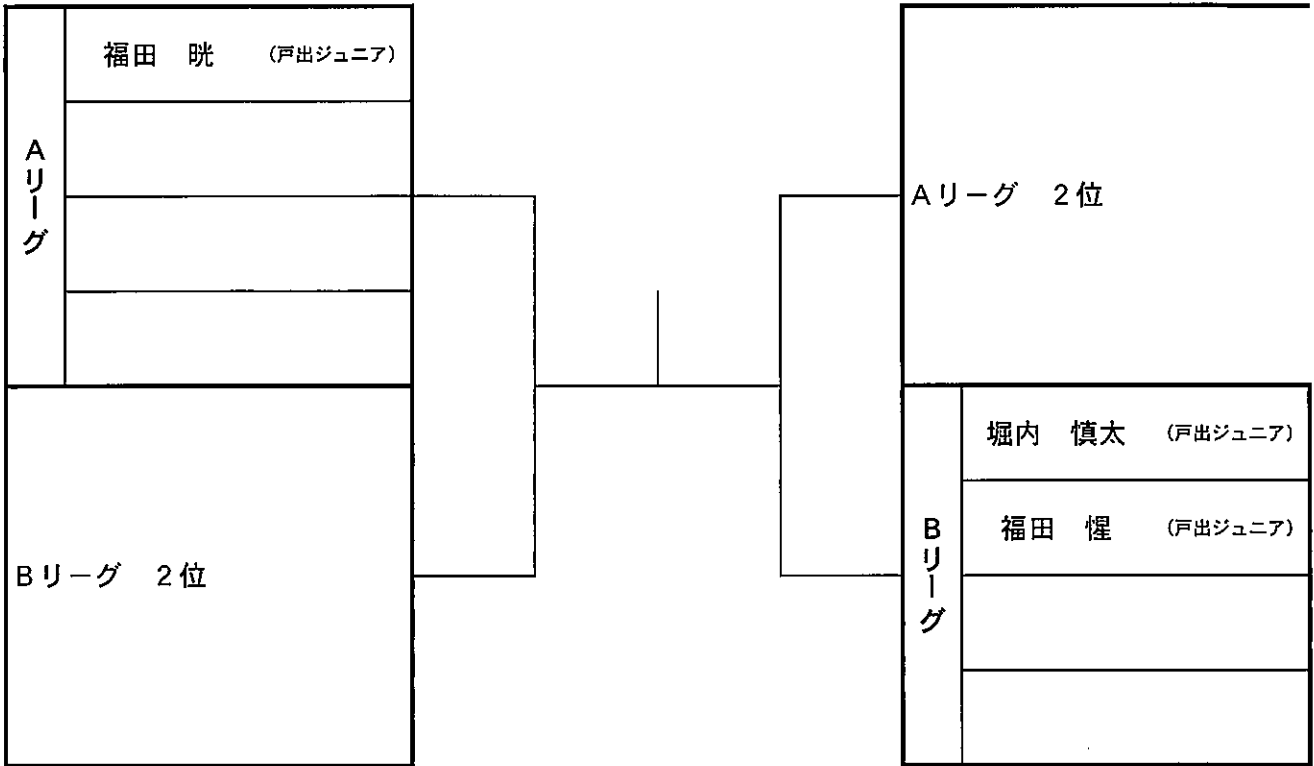 Aリーグ
福田 晄 (戸出ジュニア)
Bリーグ 2位
Aリーグ 2位
Bリーグ
堀内 慎太 (戸出ジュニア)
福田 惺 (戸出ジュニア)